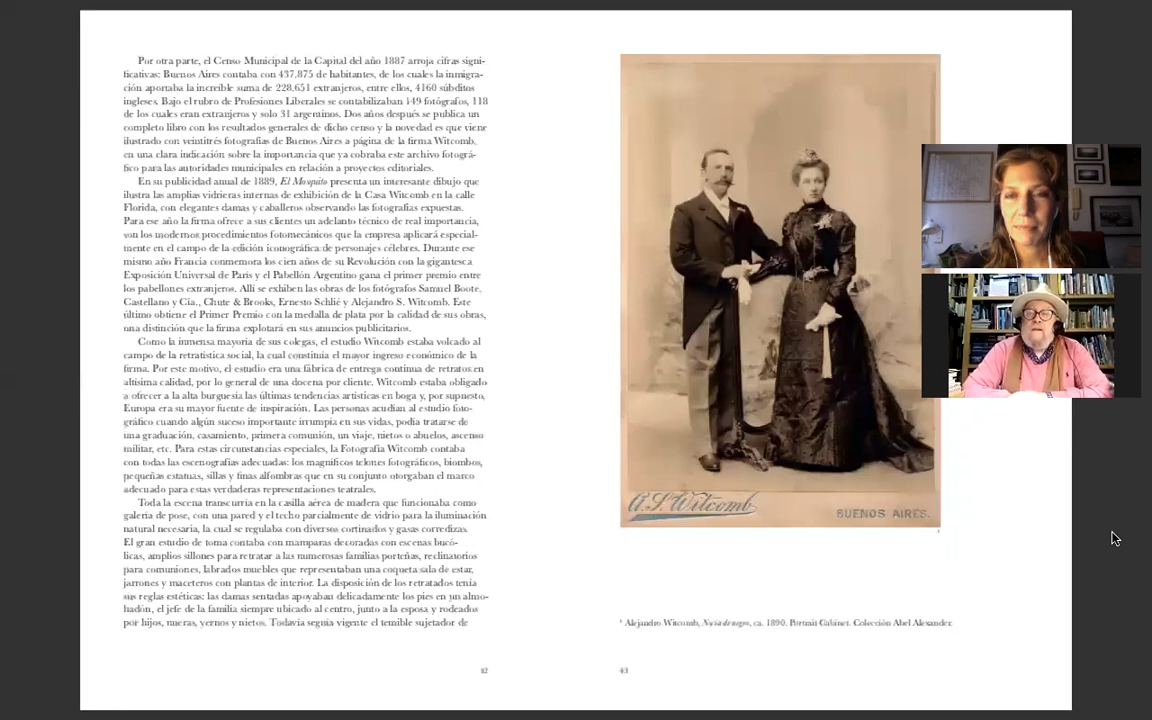 Por otra parte, el Censo Municipal de la Capital del año 1887 arroja cifras signi-
ficativas: Buenos Aires contaba con 437.875 de habitantes, de los cuales la inmigra-
ción aportaba la increíble suma de 228.651 extranjeros, entre ellos, 4160 súbditos
ingleses. Bajo el rubro de Profesiones Liberales se contabilizaban 149 fotógrafos, 118
de los cuales eran extranjeros y solo 31 argentinos. Dos años después se publica un
completo libro con los resultados generales de dicho censo y la novedad es que viene
ilustrado con veintitrés fotografías de Buenos Aires a página de la firma Witcomb,
en una clara indicación sobre la importancia que ya cobraba este archivo fotográ-
fico para las autoridades municipales en relación a proyectos editoriales.
En su publicidad anual de 1889, El Mosquito presenta un interesante dibujo que
ilustra las amplias vidrieras internas de exhibición de la Casa Witcomb en la calle
Florida, con elegantes damas y caballeros observando las fotografías expuestas.
Para ese año la firma ofrece a sus clientes un adelanto técnico de real importancia,
son los modernos procedimientos fotomecánicos que la empresa aplicará especial-
mente en el campo de la edición iconográfica de personajes célebres. Durante ese
mismo año Francia conmemora los cien años de su Revolución con la gigantesca
Exposición Universal de Paris y el Pabellón Argentino gana el primer premio entre
los pabellones extranjeros. Allí se exhiben las obras de los fotógrafos Samuel Boote,
Castellano y Cía., Chute & Brooks, Ernesto Schlié y Alejandro S. Witcomb. Este
último obtiene el Primer Premio con la medalla de plata por la calidad de sus obras,
una distinción que la firma explotará en sus anuncios publicitarios.
Como la inmensa mayoría de sus colegas, el estudio Witcomb estaba volcado al
campo de la retratística social, la cual constituía el mayor ingreso económico de la
firma. Por este motivo, el estudio era una fábrica de entrega continua de retratos en
altísima calidad, por lo general de una docena por cliente. Witcomb estaba obligado
a ofrecer a la alta burguesía las últimas tendencias artísticas en boga y, por supuesto,
Europa era su mayor fuente de inspiración. Las personas acudían al estudio foto-
gráfico cuando algún suceso importante irrumpía en sus vidas, podía tratarse de
una graduación, casamiento, primera comunión, un viaje, nietos o abuelos, ascenso
militar, etc. Para estas circunstancias especiales, la Fotografía Witcomb contaba
con todas las escenografías adecuadas: los magníficos telones fotográficos, biombos,
pequeñas estatuas, sillas y finas alfombras que en su conjunto otorgaban el marco
adecuado para estas verdaderas representaciones teatrales.
Toda la escena transcurría en la casilla aérea de madera que funcionaba como
galería de pose, con una pared y el techo parcialmente de vidrio para la iluminación
natural necesaria, la cual se regulaba con diversos cortinados y gasas corredizas.
El gran estudio de toma contaba con mamparas decoradas con escenas bucó-
licas, amplios sillones para retratar a las numerosas familias porteñas, reclinatorios
para comuniones, labrados muebles que representaban una coqueta sala de estar,
jarrones y maceteros con plantas de interior. La disposición de los retratados tenía
sus reglas estéticas: las damas sentadas apoyaban delicadamente los pies en un almo-
hadón, el jefe de la familia siempre ubicado al centro, junto a la esposa y rodeados
por hijos, nueras, yernos y nietos. Todavía seguía vigente el temible sujetador de
42
A. S. Witcomb
BUENOS AIRES.
Alejandro Witcomb, Novia de negro, ca. 1890. Portrait Cabinet. Colección Abel Alexander.
43